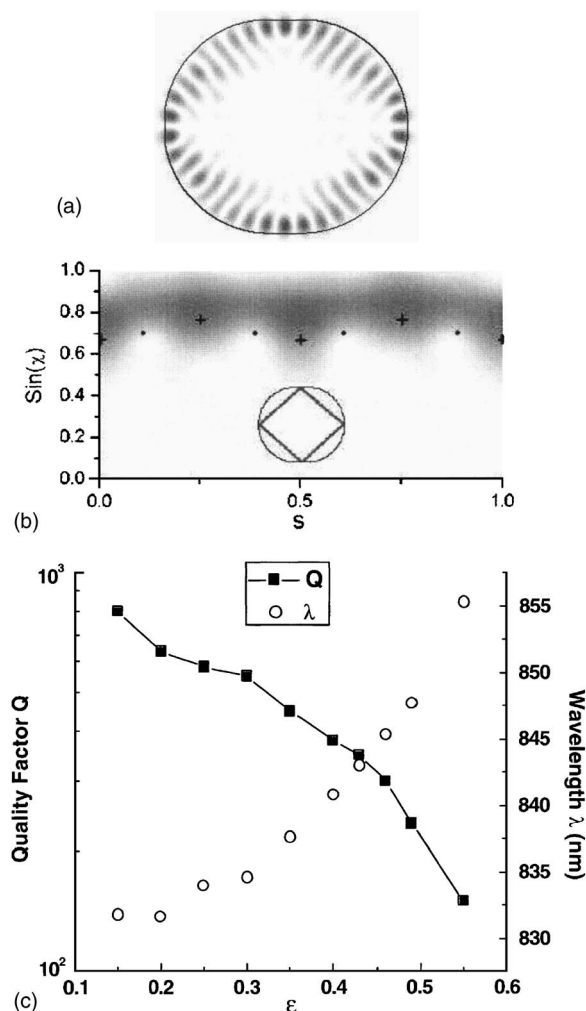 (a)
Sin(χ)
1.0
0.8
0.6
0.4
0.2
0.0
0.0
0.5
1.0
s
(b)
10³
10²
Quality Factor Q
Q
λ
855
850
845
840
835
830
Wavelength λ (nm)
0.1
0.2
0.3
0.4
0.5
0.6
ε
(c)